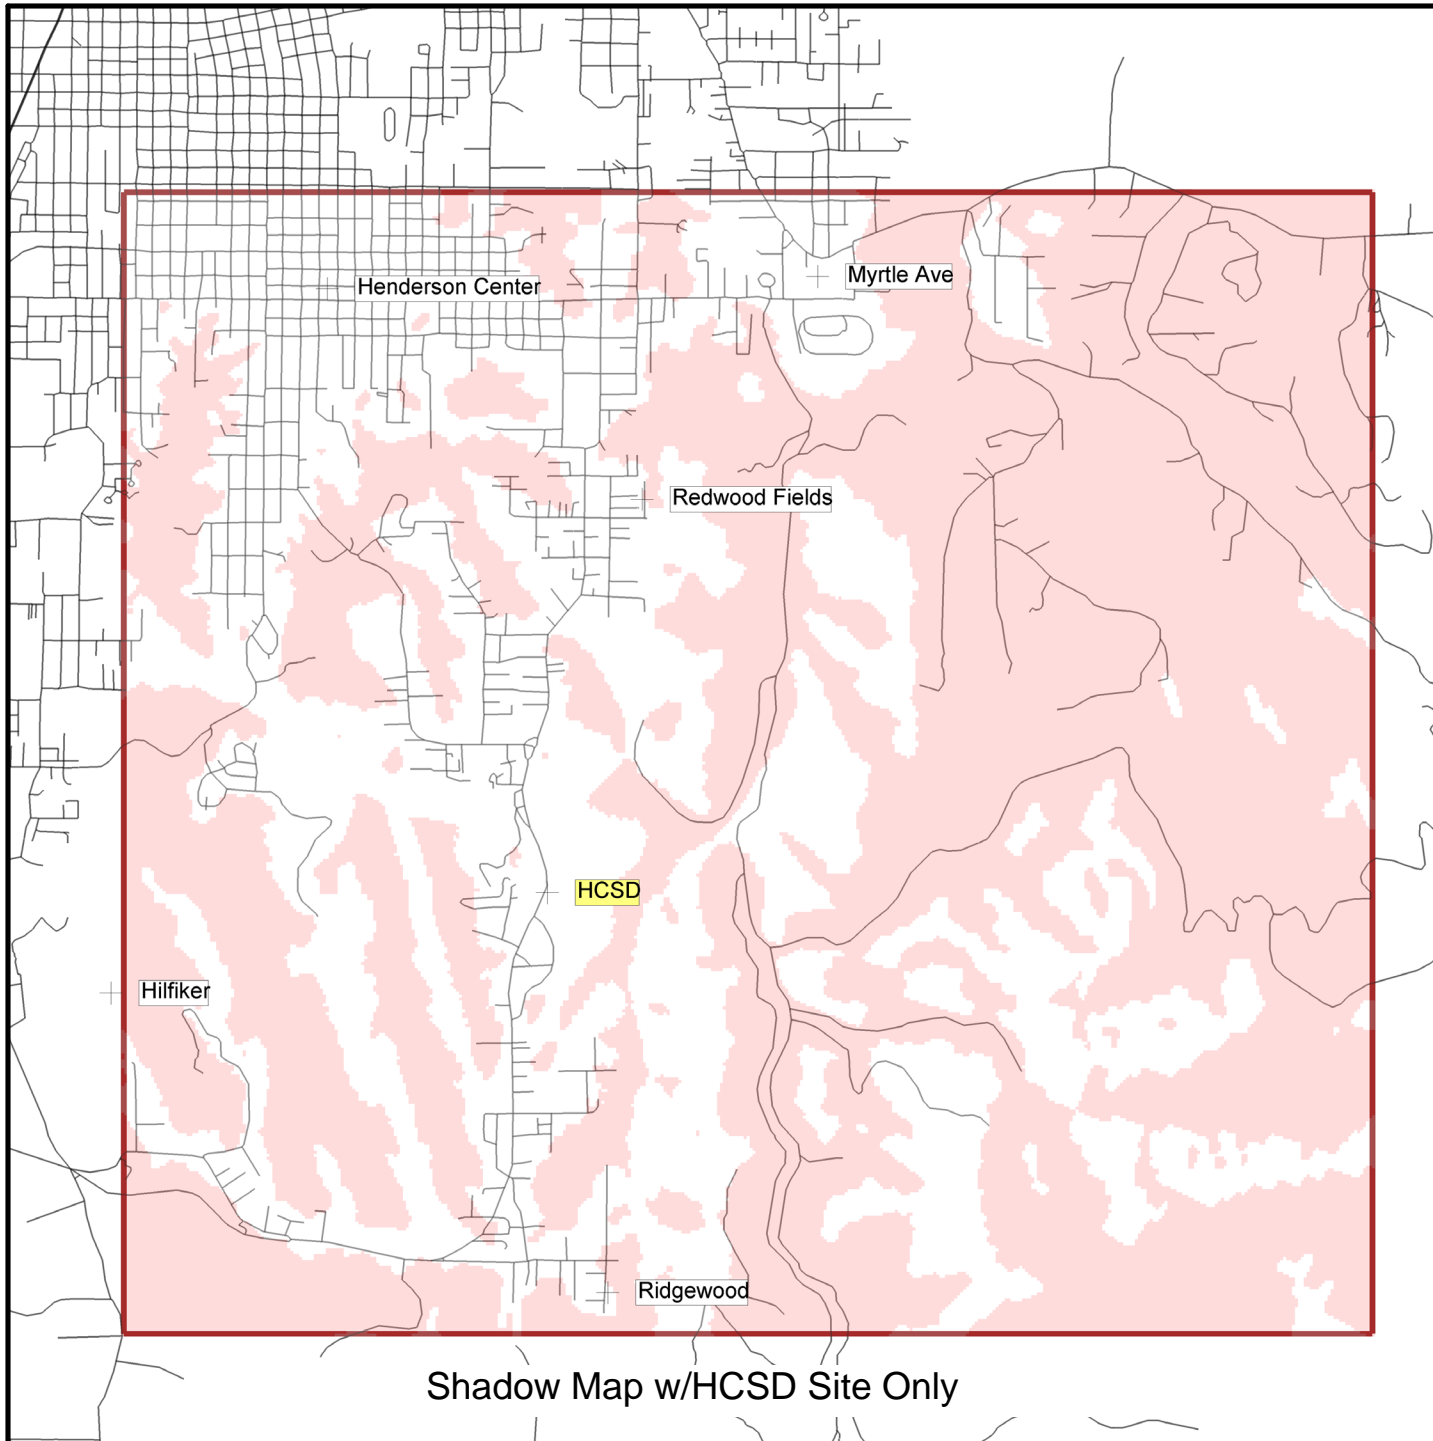 Myrtle Ave
Henderson Center
Redwood Fields
HCSD
Hilfiker
Ridgewood
Shadow Map w/HCSD Site Only